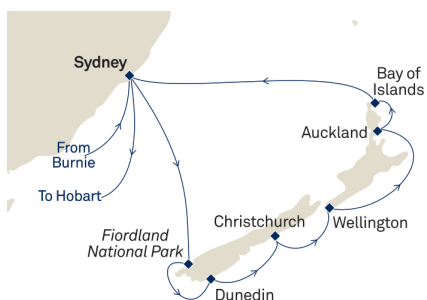 Sydney
Bay of
Islands
Auckland
From
Burnie
To Hobart
Christchurch
Wellington
Fiordland
National Park
Dunedin